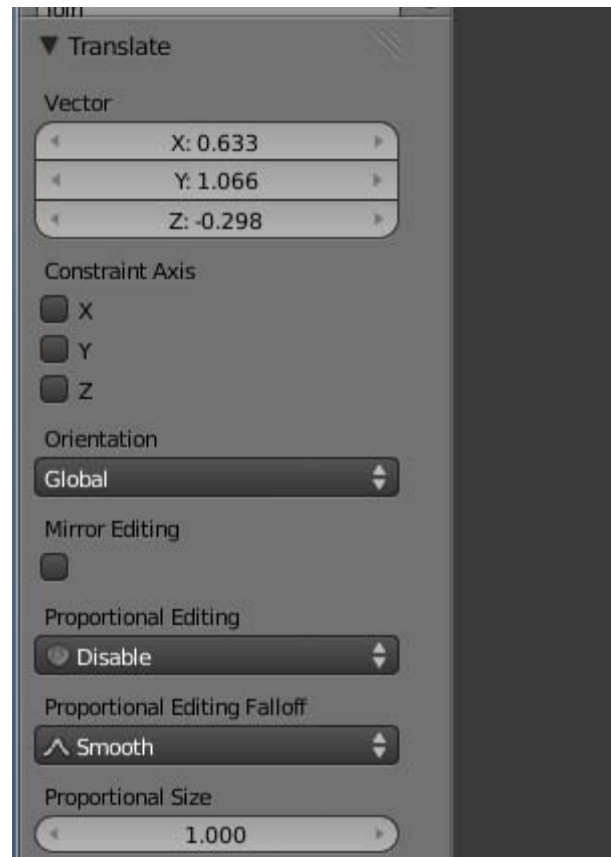 Join
Translate
Vector
X: 0.633
Y: 1.066
Z: -0.298
Constraint Axis
X
Y
Z
Orientation
Global
Mirror Editing
Proportional Editing
Disable
Proportional Editing Falloff
Smooth
Proportional Size
1.000